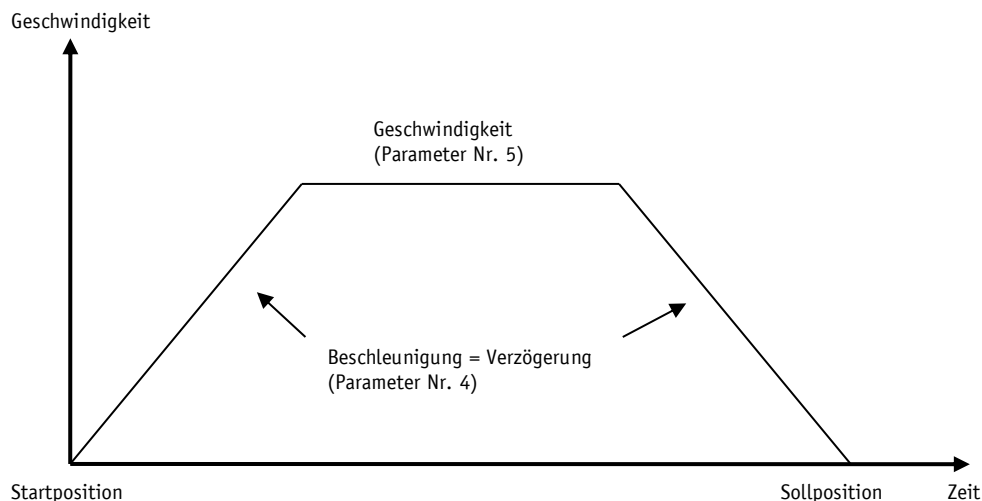 Geschwindigkeit
Geschwindigkeit
(Parameter Nr. 5)
Beschleunigung = Verzögerung
(Parameter Nr. 4)
Startposition
Sollposition
Zeit